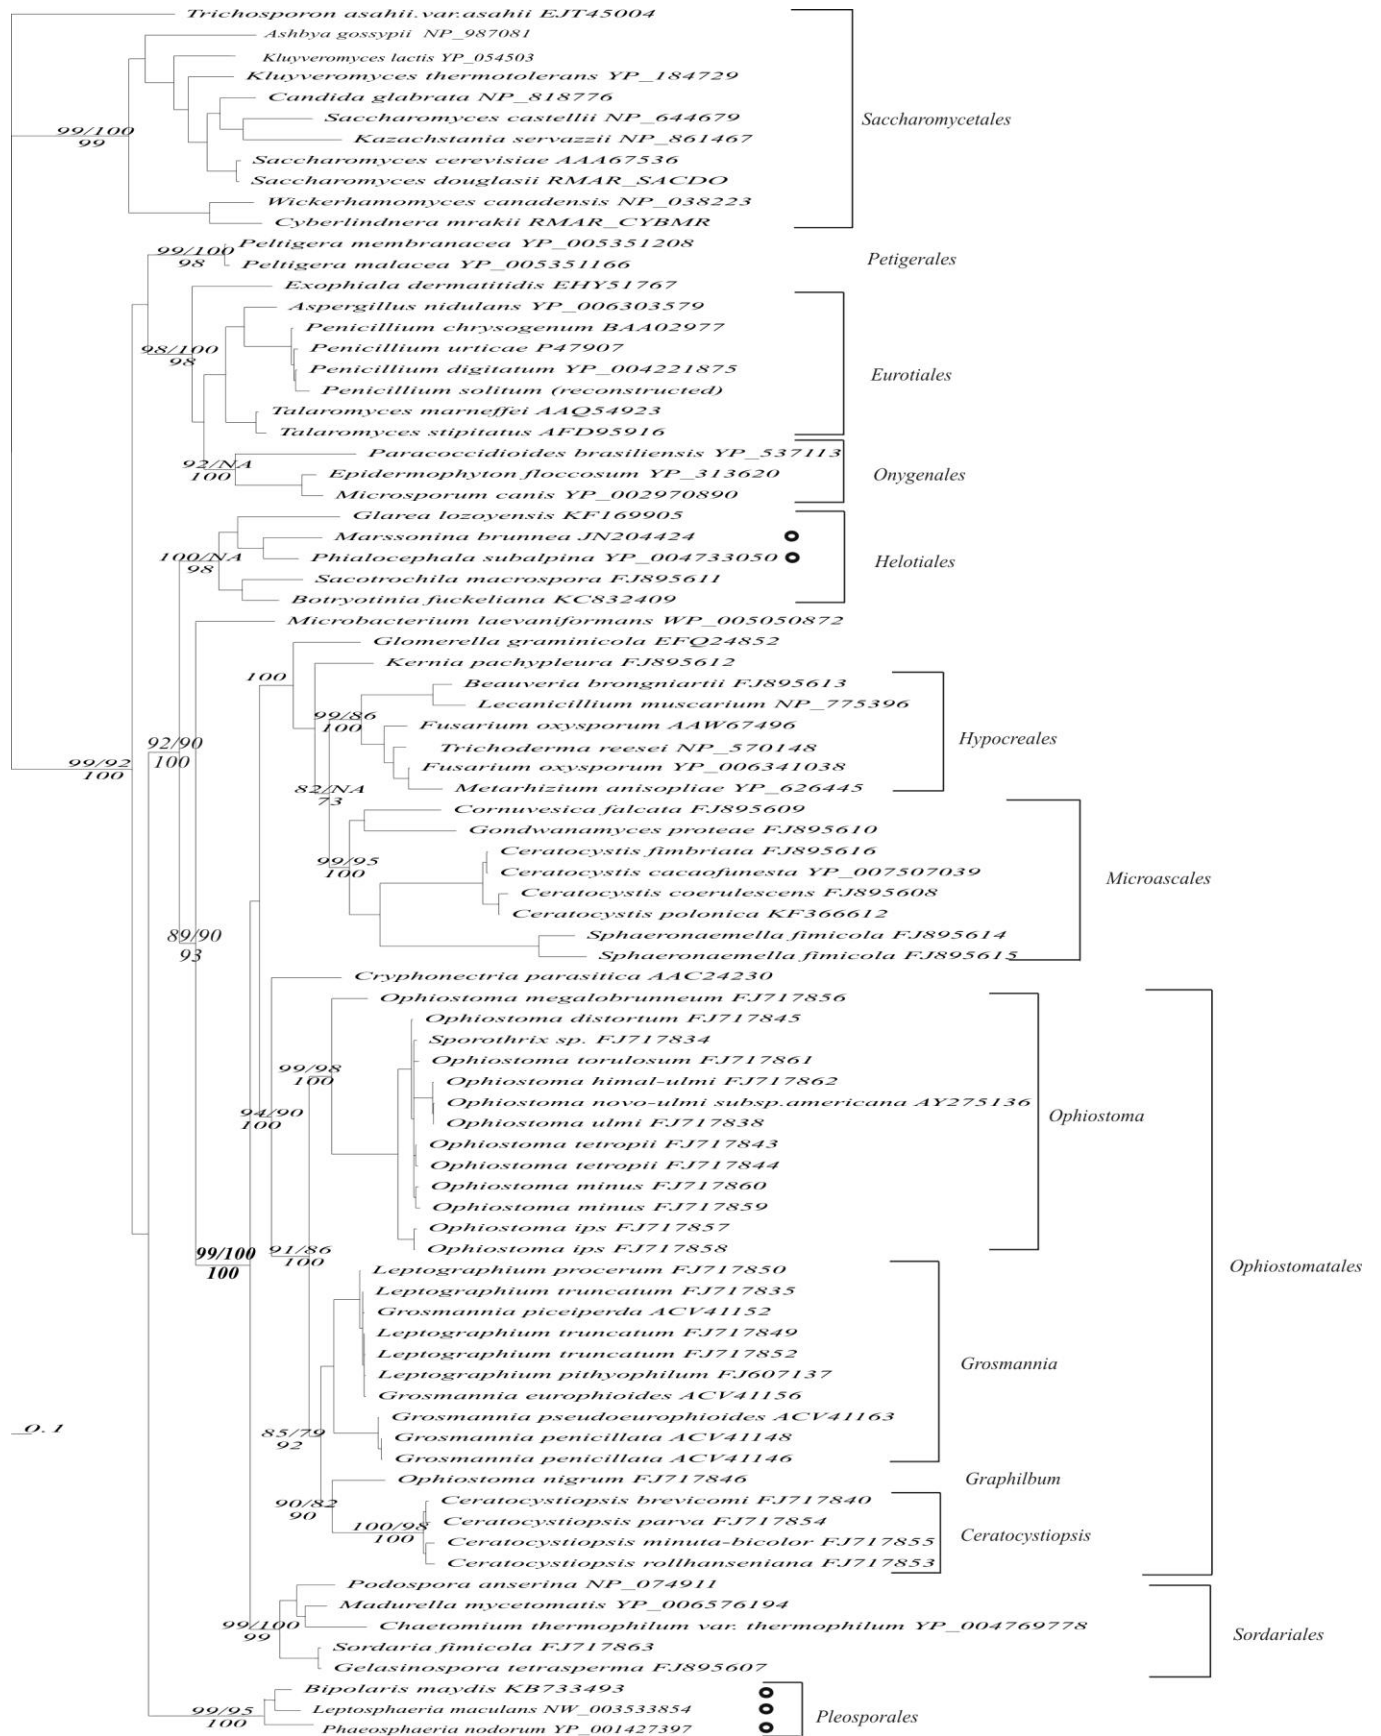 Trichosporon asahii.var.asahii EJT45004
Ashbya gossypii NP_987081
Kluyveromyces lactis YP_054503
Kluyveromyces thermotolerans YP_184729
Candida glabrata NP_818776
Saccharomyces castellii NP_644679
Saccharomycetales
99/100
99
Kazachstania servazzii NP_861467
Saccharomyces cerevisiae AAA67536
Saccharomyces douglasii RMAR_SACDO
Wickerhamomyces canadensis NP_038223
Cyberlindnera mrakii RMAR_CYBMR
99/100
98
Peltigera membranacea YP_005351208
Peltigera malacea YP_005351166
Petigerales
Exophiala dermatitidis EHY51767
Aspergillus nidulans YP_006303579
Penicillium chrysogenum BAA02977
98/100
98
Penicillium urticae P47907
Penicillium digitatum YP_004221875
Eurotiales
Penicillium solitum (reconstructed)
Talaromyces marneffei AAQ54923
Talaromyces stipitatus AFD95916
Paracoccidioides brasiliensis YP_537113
92/NA
100
Epidermophyton floccosum YP_313620
Onygenales
Microsporum canis YP_002970890
Glarea lozoyensis KF169905
Marssonina brunnea JN204424
100/NA
98
Phialocephala subalpina YP_004733050
Helotiales
Sacotrochila macrospora FJ895611
Botryotinia fuckeliana KC832409
Microbacterium laevaniformans WP_005050872
Glomerella graminicola EFQ24852
Kernia pachypleura FJ895612
100
Beauveria brongniartii FJ895613
Lecanicillium muscarium NP_775396
99/86
100
Fusarium oxysporum AAW67496
Hypocreales
92/90
100
Trichoderma reesei NP_570148
99/92
100
Fusarium oxysporum YP_006341038
82/NA
73
Metarhizium anisopliae YP_626445
Cornuvesica falcata FJ895609
Gondwanamyces proteae FJ895610
Ceratocystis fimbriata FJ895616
99/95
100
Ceratocystis cacaofunesta YP_007507039
Microascales
Ceratocystis coerulescens FJ895608
Ceratocystis polonica KF366612
89/90
93
Sphaeronaemella fimicola FJ895614
Sphaeronaemella fimicola FJ895615
Cryphonectria parasitica AAC24230
Ophiostoma megalobrunneum FJ717856
Ophiostoma distortum FJ717845
Sporothrix sp. FJ717834
Ophiostoma torulosum FJ717861
99/98
100
Ophiostoma himal-ulmi FJ717862
Ophiostoma novo-ulmi subsp.americana AY275136
Ophiostoma
94/90
100
Ophiostoma ulmi FJ717838
Ophiostoma tetropii FJ717843
Ophiostoma tetropii FJ717844
Ophiostoma minus FJ717860
Ophiostoma minus FJ717859
Ophiostoma ips FJ717857
99/100
100
91/86
100
Ophiostoma ips FJ717858
Ophiostomatales
Leptographium procerum FJ717850
Leptographium truncatum FJ717835
Grosmannia piceiperda ACV41152
Leptographium truncatum FJ717849
Leptographium truncatum FJ717852
Grosmannia
Leptographium pithyophilum FJ607137
Grosmannia europhioides ACV41156
Grosmannia pseudoeurophioides ACV41163
0.1
85/79
92
Grosmannia penicillata ACV41148
Grosmannia penicillata ACV41146
Ophiostoma nigrum FJ717846
Graphilbum
90/82
90
Ceratocystiopsis brevicomi FJ717840
100/98
100
Ceratocystiopsis parva FJ717854
Ceratocystiopsis
Ceratocystiopsis minuta-bicolor FJ717855
Ceratocystiopsis rollhanseniana FJ717853
Podospora anserina NP_074911
Madurella mycetomatis YP_006576194
99/100
99
Chaetomium thermophilum var. thermophilum YP_004769778
Sordariales
Sordaria fimicola FJ717863
Gelasinospora tetrasperma FJ895607
Bipolaris maydis KB733493
99/95
100
Leptosphaeria maculans NW_003533854
Pleosporales
Phaeosphaeria nodorum YP_001427397